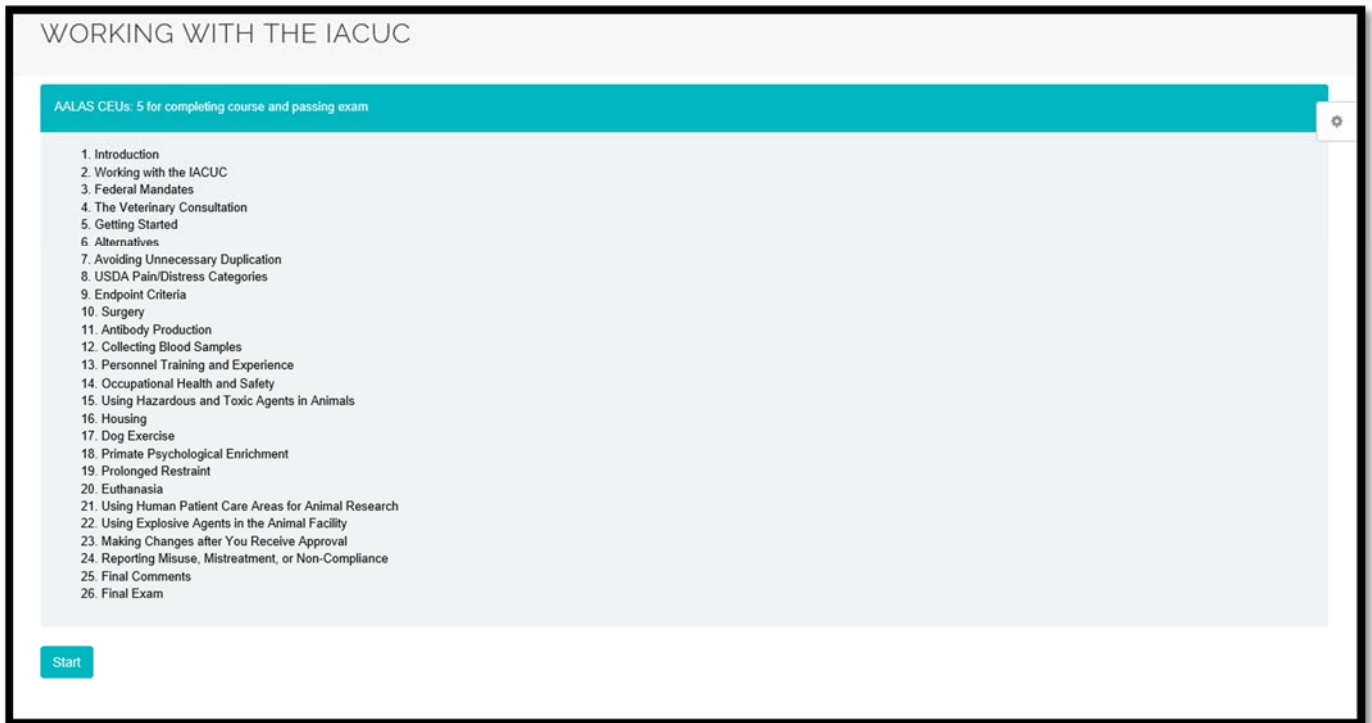 WORKING WITH THE IACUC
AALAS CEUs: 5 for completing course and passing exam
1. Introduction
2. Working with the IACUC
3. Federal Mandates
4. The Veterinary Consultation
5. Getting Started
6. Alternatives
7. Avoiding Unnecessary Duplication
8. USDA Pain/Distress Categories
9. Endpoint Criteria
10. Surgery
11. Antibody Production
12. Collecting Blood Samples
13. Personnel Training and Experience
14. Occupational Health and Safety
15. Using Hazardous and Toxic Agents in Animals
16. Housing
17. Dog Exercise
18. Primate Psychological Enrichment
19. Prolonged Restraint
20. Euthanasia
21. Using Human Patient Care Areas for Animal Research
22. Using Explosive Agents in the Animal Facility
23. Making Changes after You Receive Approval
24. Reporting Misuse, Mistreatment, or Non-Compliance
25. Final Comments
26. Final Exam
Start